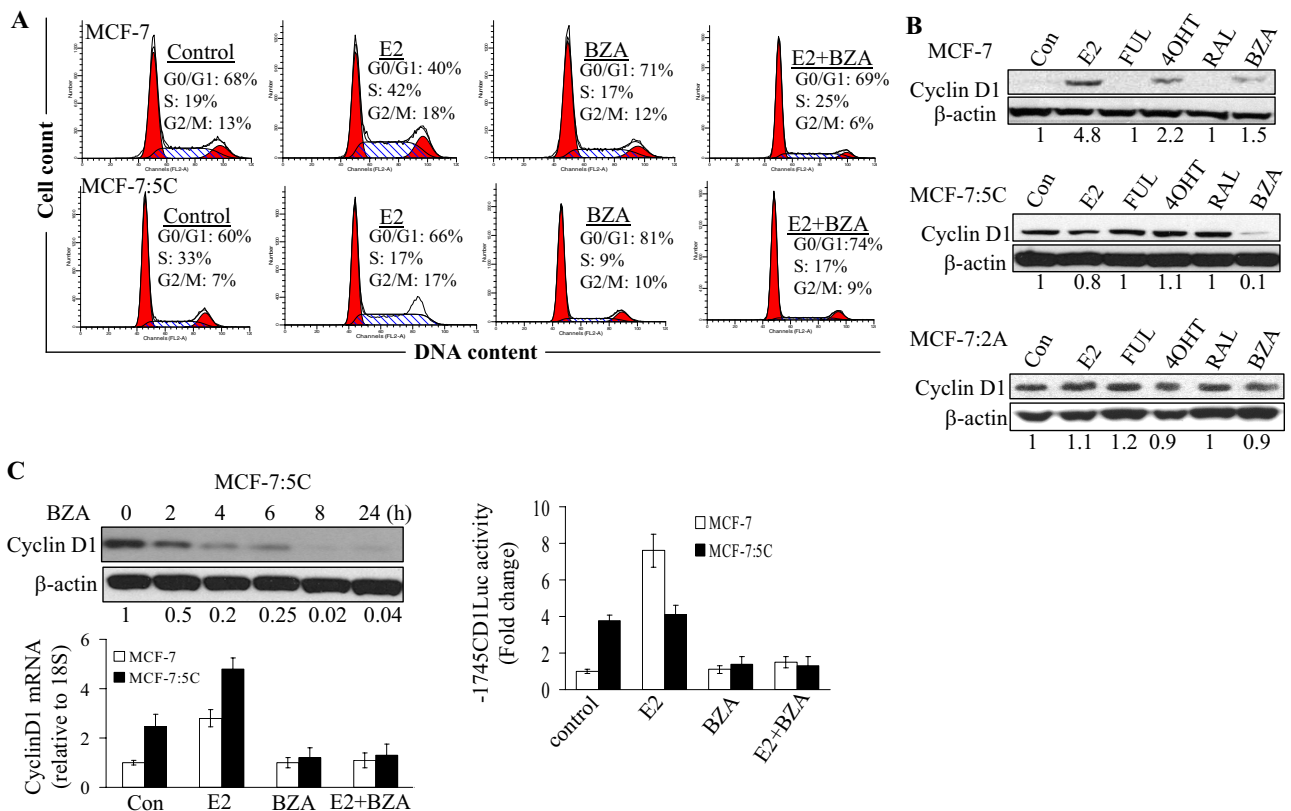 A
MCF-7
Control
G0/G1: 68%
S: 19%
G2/M: 13%
E2
G0/G1: 40%
S: 42%
G2/M: 18%
BZA
G0/G1: 71%
S: 17%
G2/M: 12%
E2+BZA
G0/G1: 69%
S: 25%
G2/M: 6%
MCF-7:5C
Control
G0/G1: 60%
S: 33%
G2/M: 7%
E2
G0/G1: 66%
S: 17%
G2/M: 17%
BZA
G0/G1: 81%
S: 9%
G2/M: 10%
E2+BZA
G0/G1:74%
S: 17%
G2/M: 9%
Cell count
DNA content
Number
Channels (FL2-A)
B
MCF-7
Con E2 FUL 4OHT RAL BZA
Cyclin D1
β-actin
1 4.8 1 2.2 1 1.5
MCF-7:5C
Con E2 FUL 4OHT RAL BZA
Cyclin D1
β-actin
1 0.8 1 1.1 1 0.1
MCF-7:2A
Con E2 FUL 4OHT RAL BZA
Cyclin D1
β-actin
1 1.1 1.2 0.9 1 0.9
C
MCF-7:5C
BZA 0 2 4 6 8 24 (h)
Cyclin D1
β-actin
1 0.5 0.2 0.25 0.02 0.04
CyclinD1 mRNA
(relative to 18S)
6
4
2
0
MCF-7
MCF-7:5C
Con E2 BZA E2+BZA
-1745CD1Luc activity
(Fold change)
10
8
6
4
2
0
MCF-7
MCF-7:5C
control E2 BZA E2+BZA